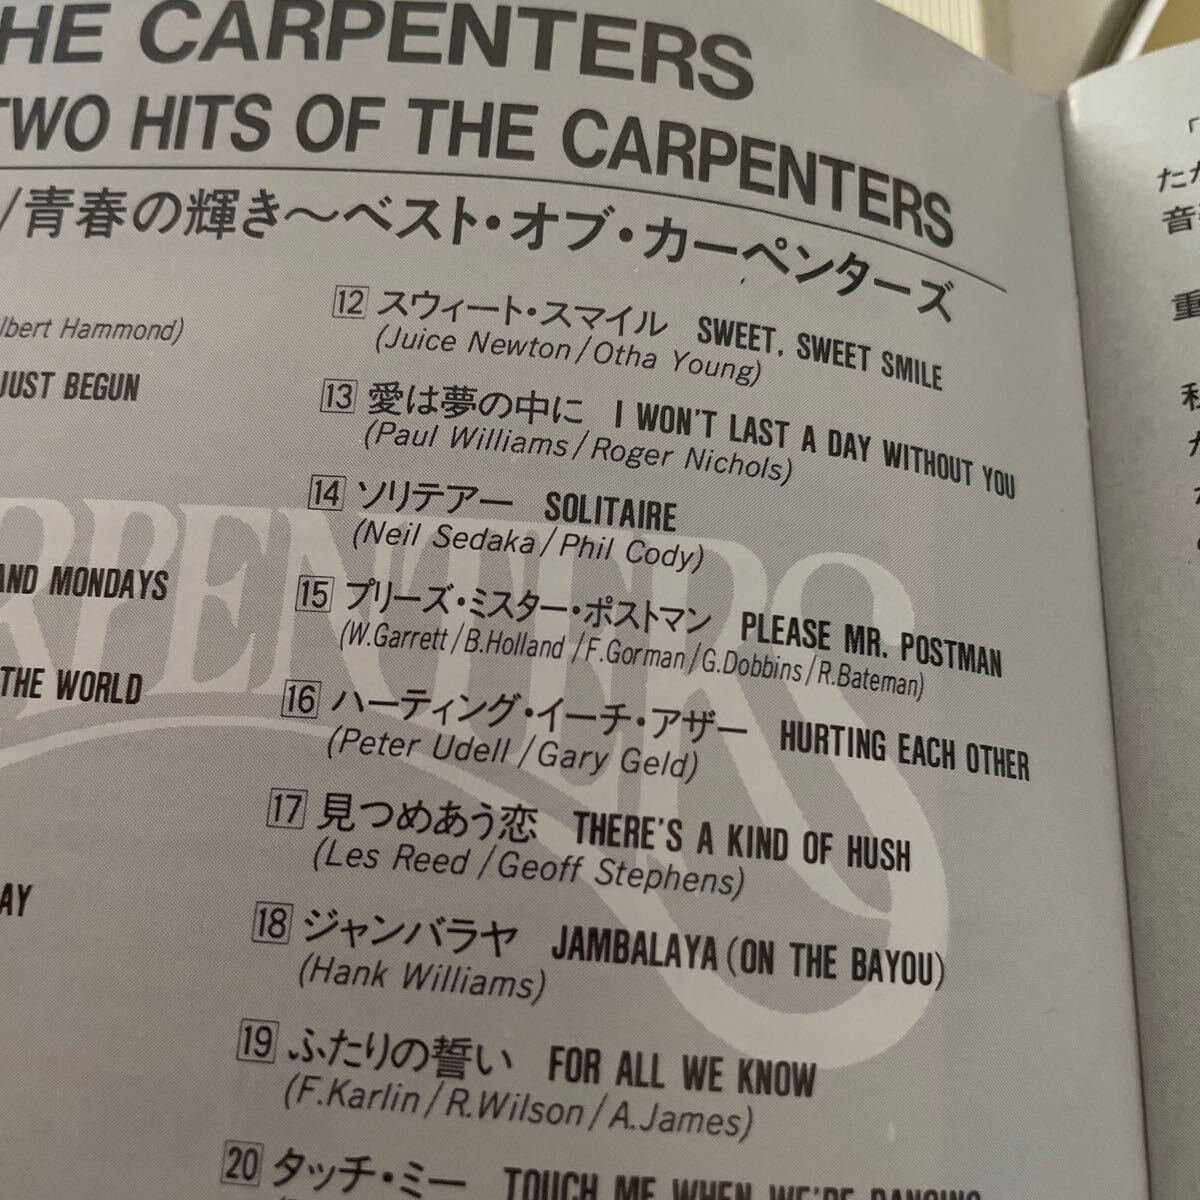 THE CARPENTERS
TWO HITS OF THE CARPENTERS
/青春の輝き〜ベスト・オブ・カーペンターズ
Hammond)
JUST BEGUN
AND MONDAYS
THE WORLD
12 スウィート・スマイル SWEET, SWEET SMILE
(Juice Newton/Otha Young)
13 愛は夢の中に I WON'T LAST A DAY WITHOUT YOU
(Paul Williams/Roger Nichols)
14 ソリテアー SOLITAIRE
(Neil Sedaka/Phil Cody)
15 プリーズ・ミスター・ポストマン PLEASE MR. POSTMAN
(W.Garrett/B.Holland/F.Gorman/G.Dobbins/R.Bateman)
16 ハーティング・イーチ・アザー HURTING EACH OTHER
(Peter Udell/Gary Geld)
17 見つめあう恋 THERE'S A KIND OF HUSH
(Les Reed/Geoff Stephens)
18 ジャンバラヤ JAMBALAYA (ON THE BAYOU)
(Hank Williams)
19 ふたりの誓い FOR ALL WE KNOW
(F.Karlin/R.Wilson/A.James)
20 タッチ・ミー TOUCH ME WHEN WE'RE DANCING